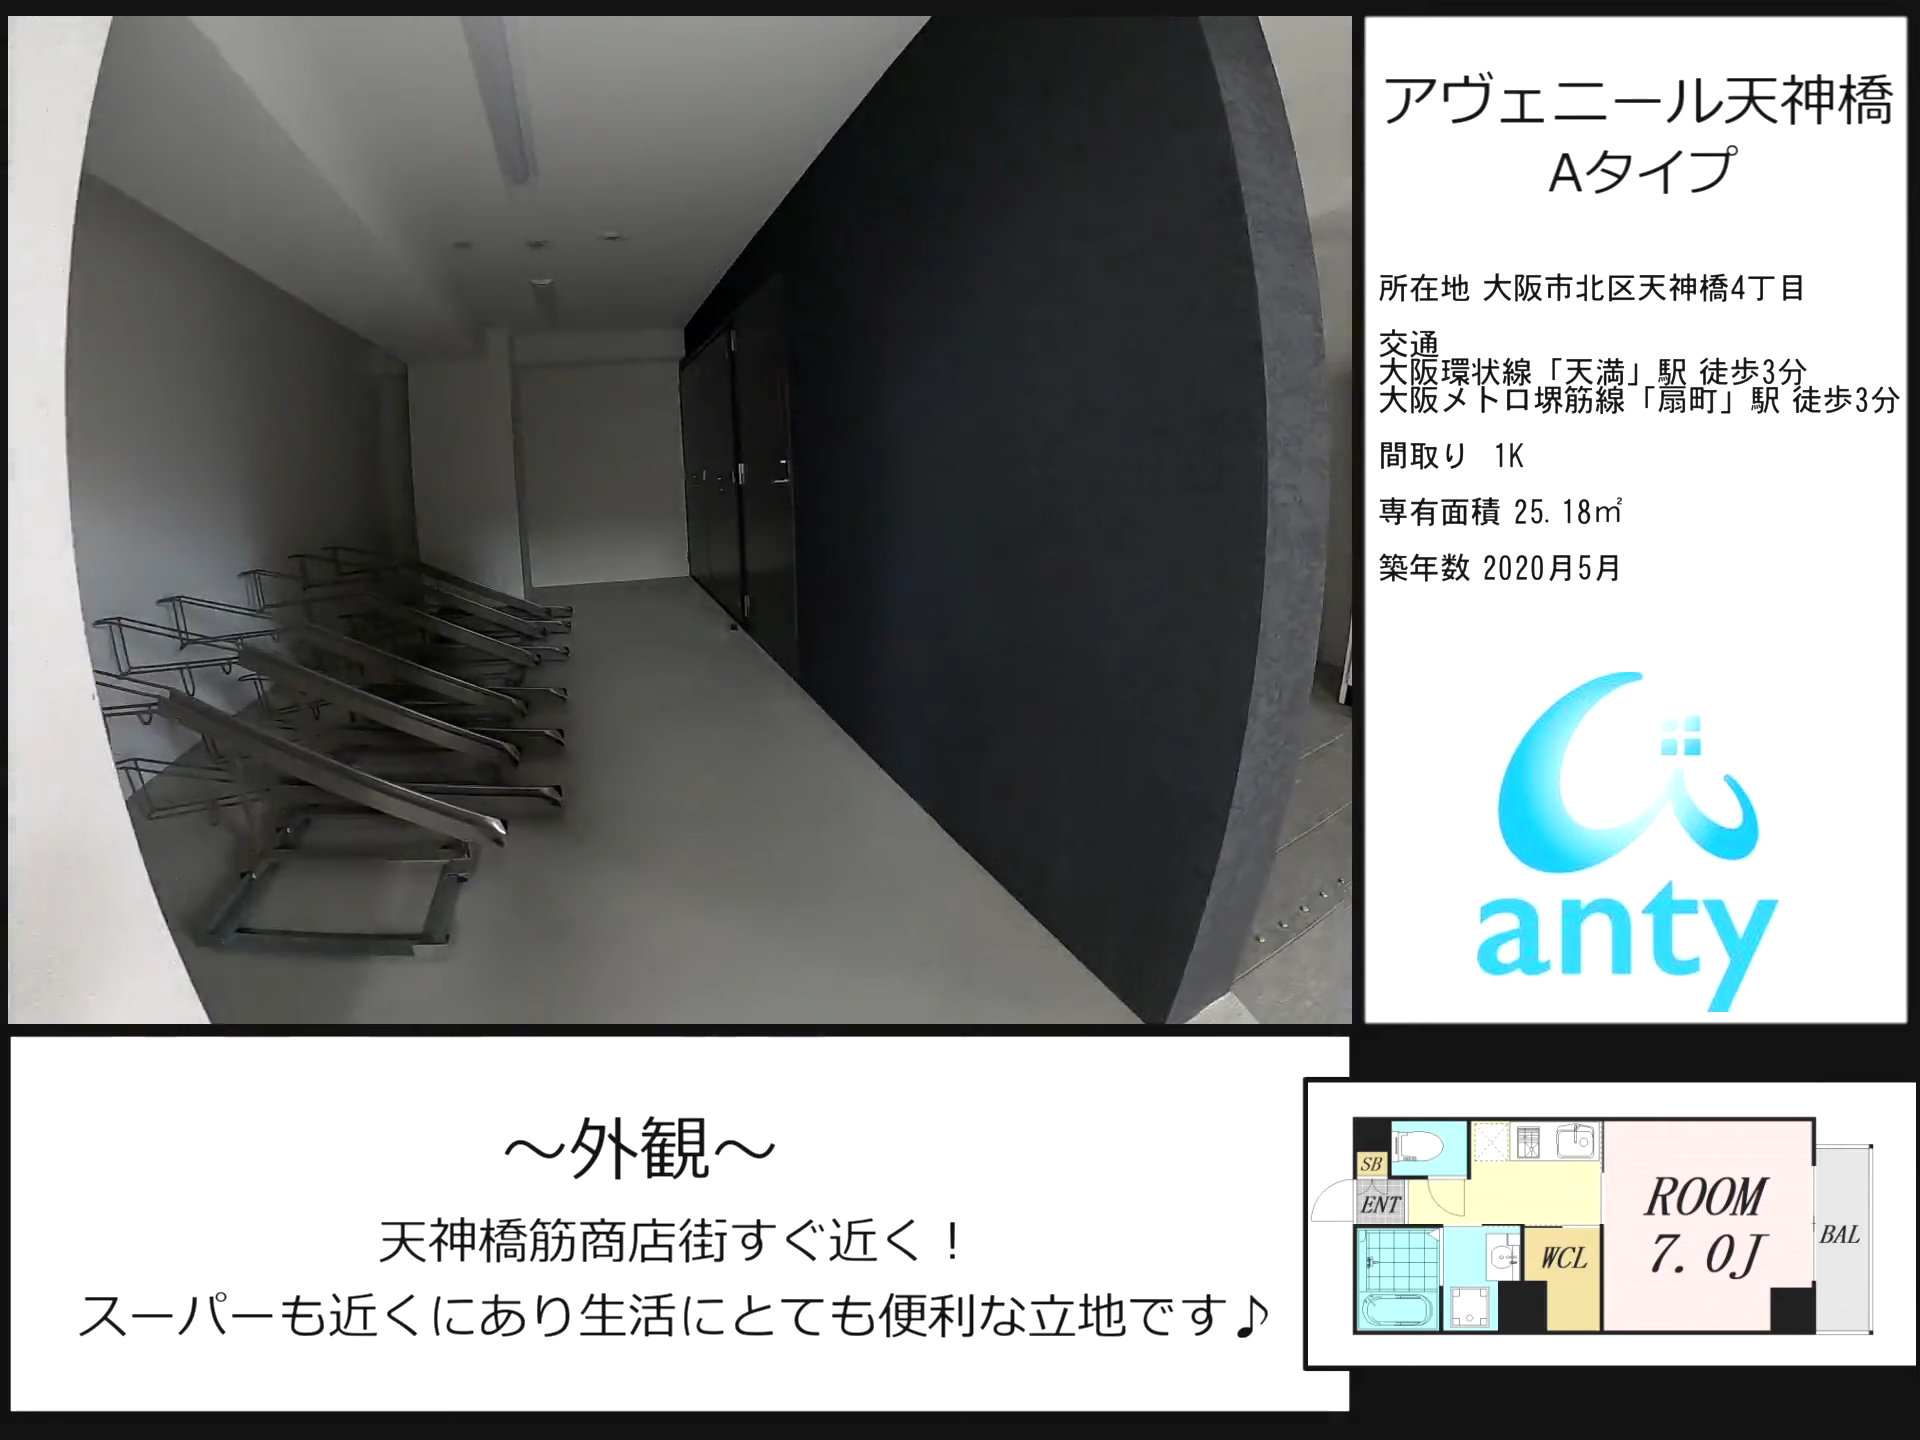 アヴェニール天神橋
Aタイプ
所在地 大阪市北区天神橋4丁目
交通
大阪環状線「天満」駅 徒歩3分
大阪メトロ堺筋線「扇町」駅 徒歩3分
間取り 1K
専有面積 25.18㎡
築年数 2020月5月
anty
～外観～
天神橋筋商店街すぐ近く！
スーパーも近くにあり生活にとても便利な立地です♪
SB
ENT
WCL
ROOM
7.0J
BAL